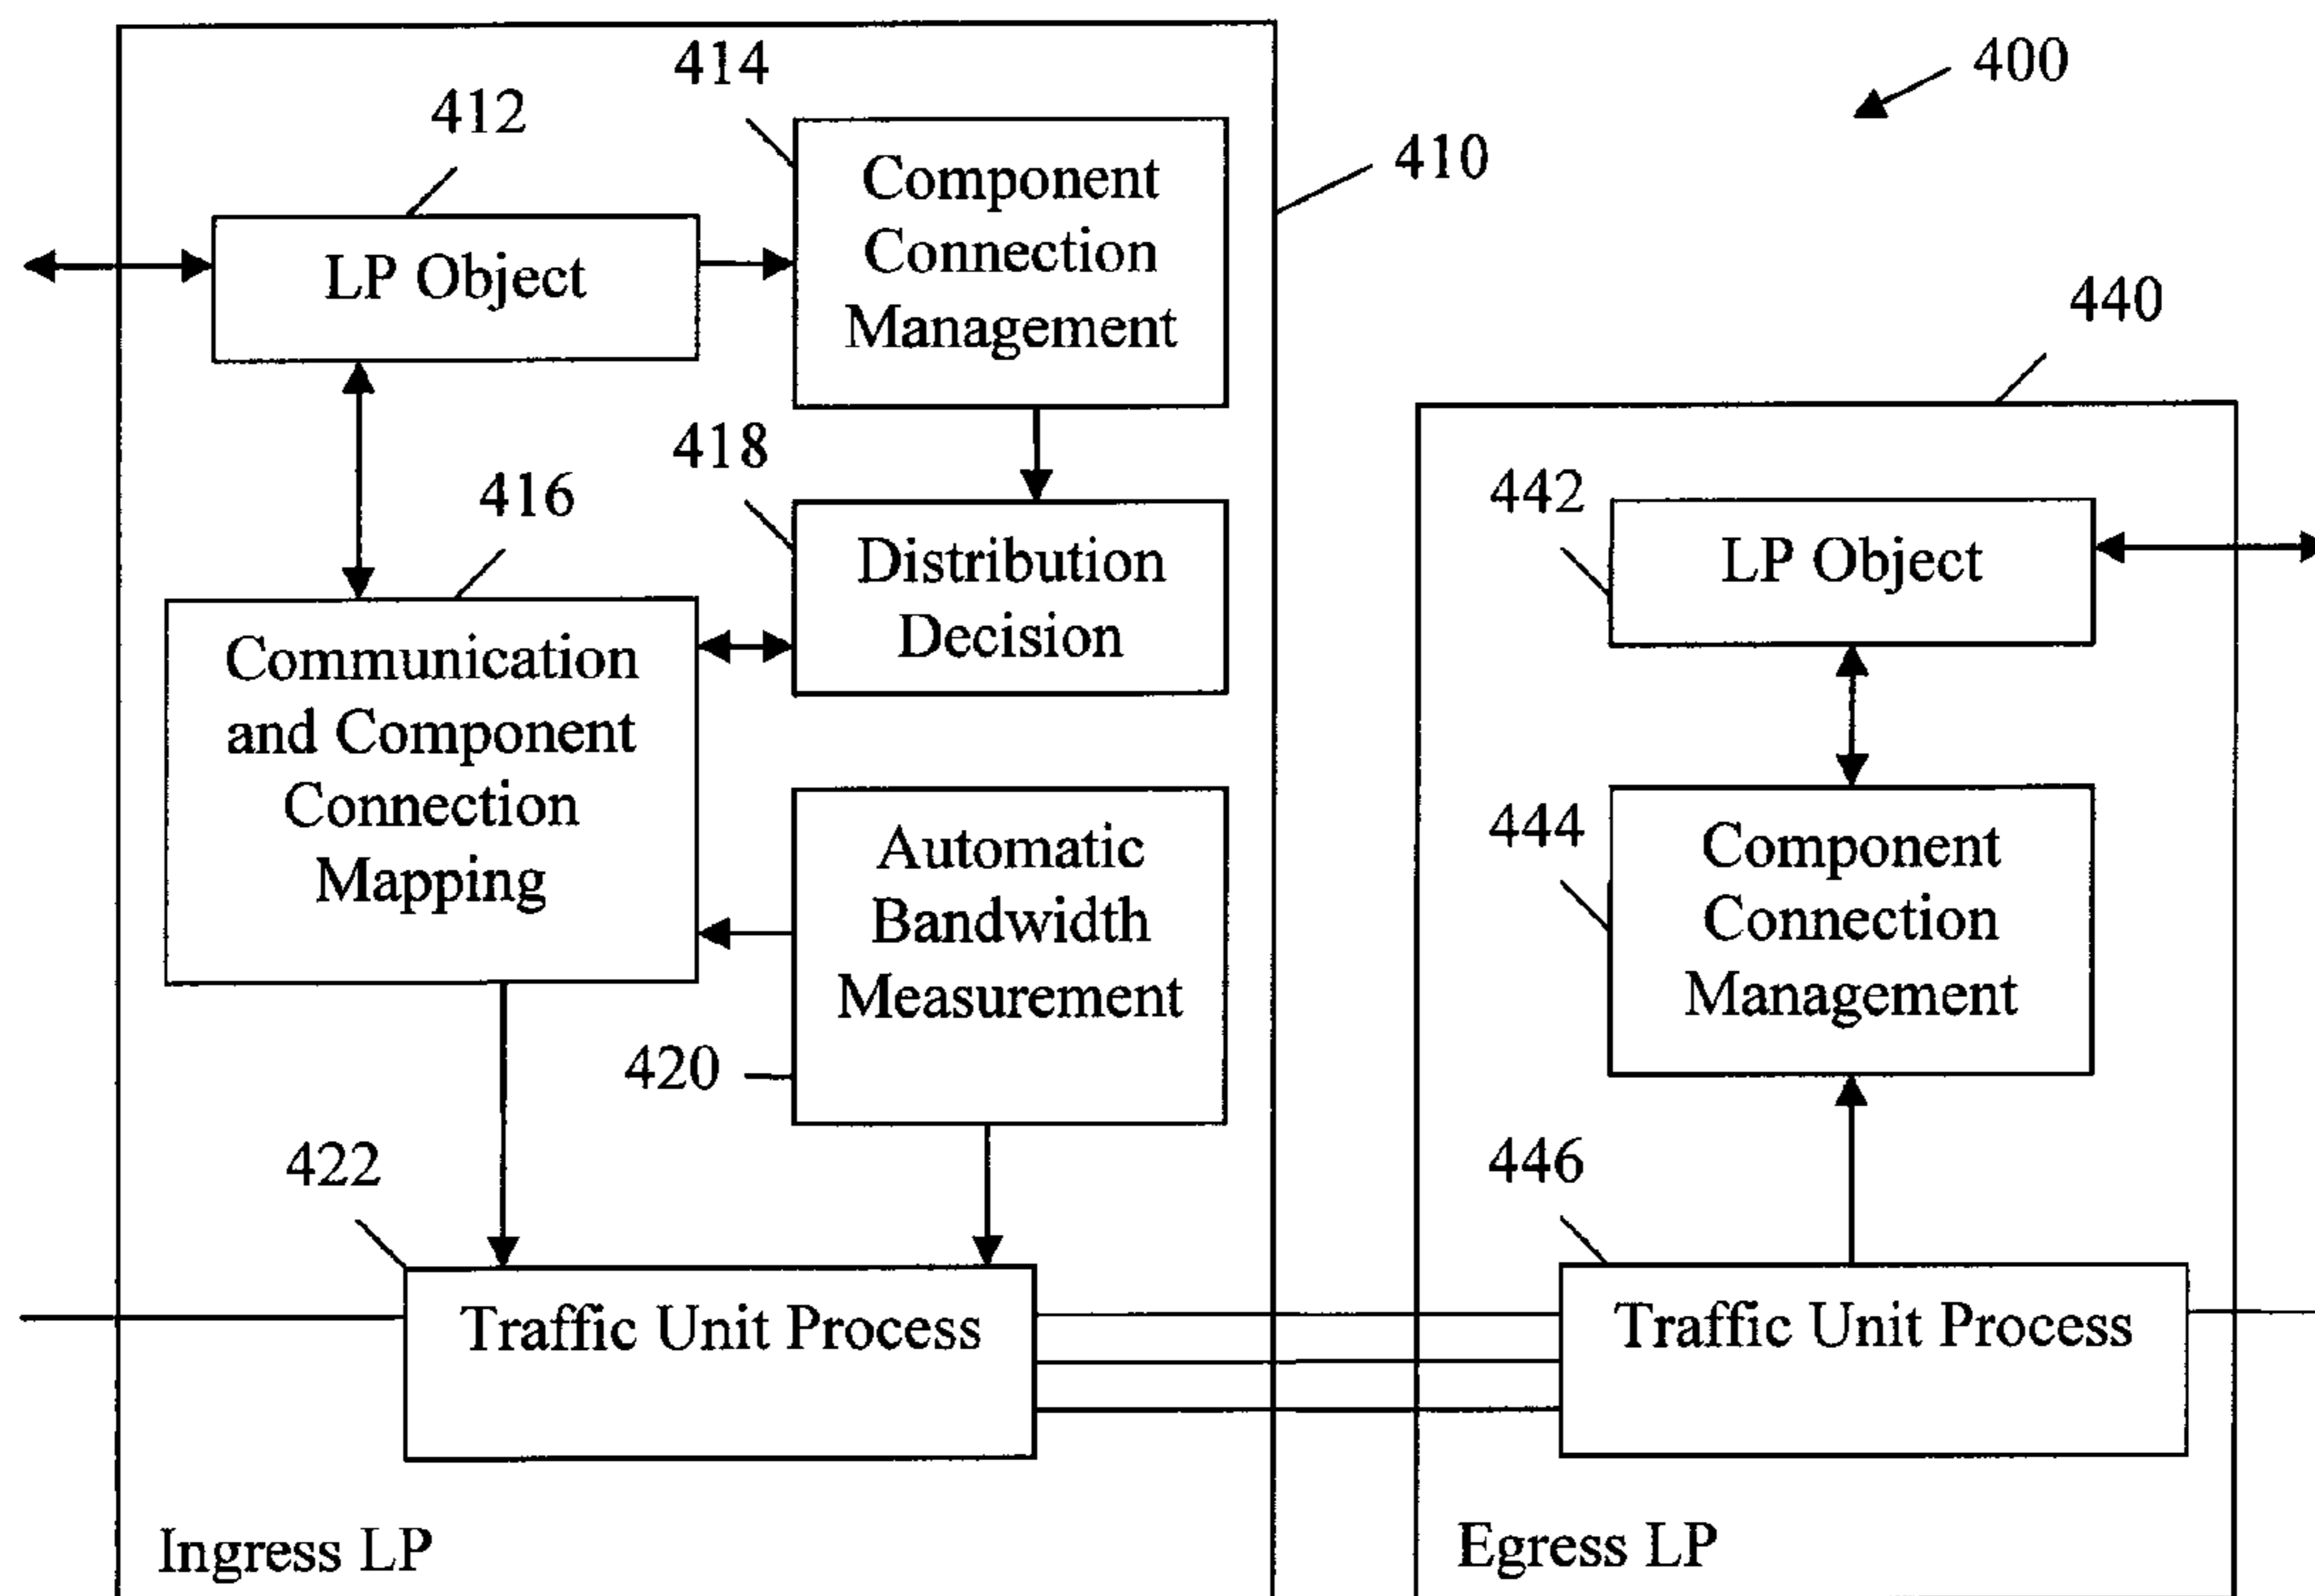 400
410
414
412
Component
Connection
Management
LP Object
418
416
Distribution
Decision
Communication
and Component
Connection
Mapping
Automatic
Bandwidth
Measurement
420
422
Traffic Unit Process
Ingress LP
440
442
LP Object
444
Component
Connection
Management
446
Traffic Unit Process
Egress LP